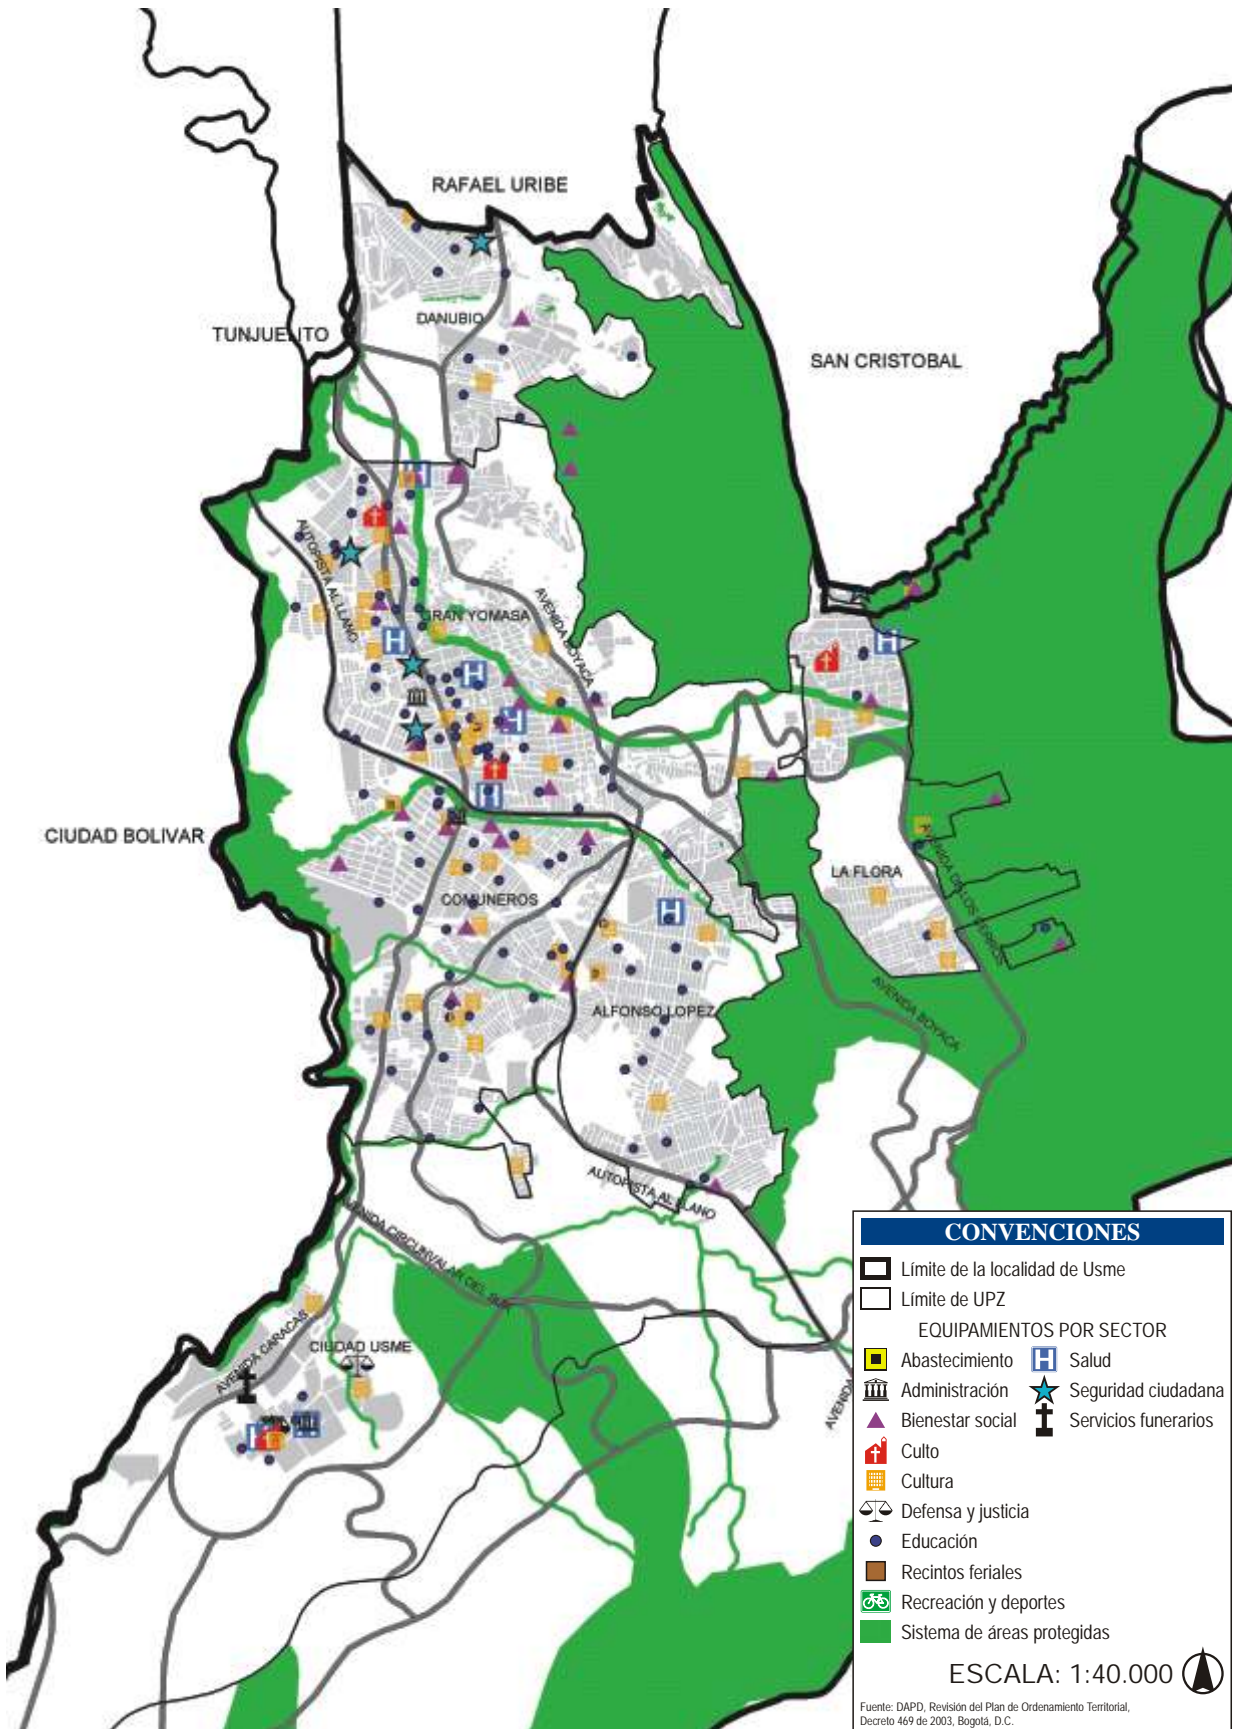 RAFAEL URIBE
TUNJUELITO
DANUBIO
SAN CRISTOBAL
AUTOPISTA AL LLANO
GRAN YOMASA
AVENIDA BOYACA
CIUDAD BOLIVAR
LA FLORA
COMUNEROS
AVENIDA DE LOS CERROS
ALFONSO LOPEZ
AVENIDA BOYACA
AUTOPISTA AL LLANO
AVENIDA CIRCUNVALAR DEL SUR
AVENIDA CARACAS
CIUDAD USME
AVENIDA
CONVENCIONES
Límite de la localidad de Usme
Límite de UPZ
EQUIPAMIENTOS POR SECTOR
Abastecimiento
Salud
Administración
Seguridad ciudadana
Bienestar social
Servicios funerarios
Culto
Cultura
Defensa y justicia
Educación
Recintos feriales
Recreación y deportes
Sistema de áreas protegidas
ESCALA: 1:40.000
Fuente: DAPD, Revisión del Plan de Ordenamiento Territorial,
Decreto 469 de 2003, Bogotá, D.C.